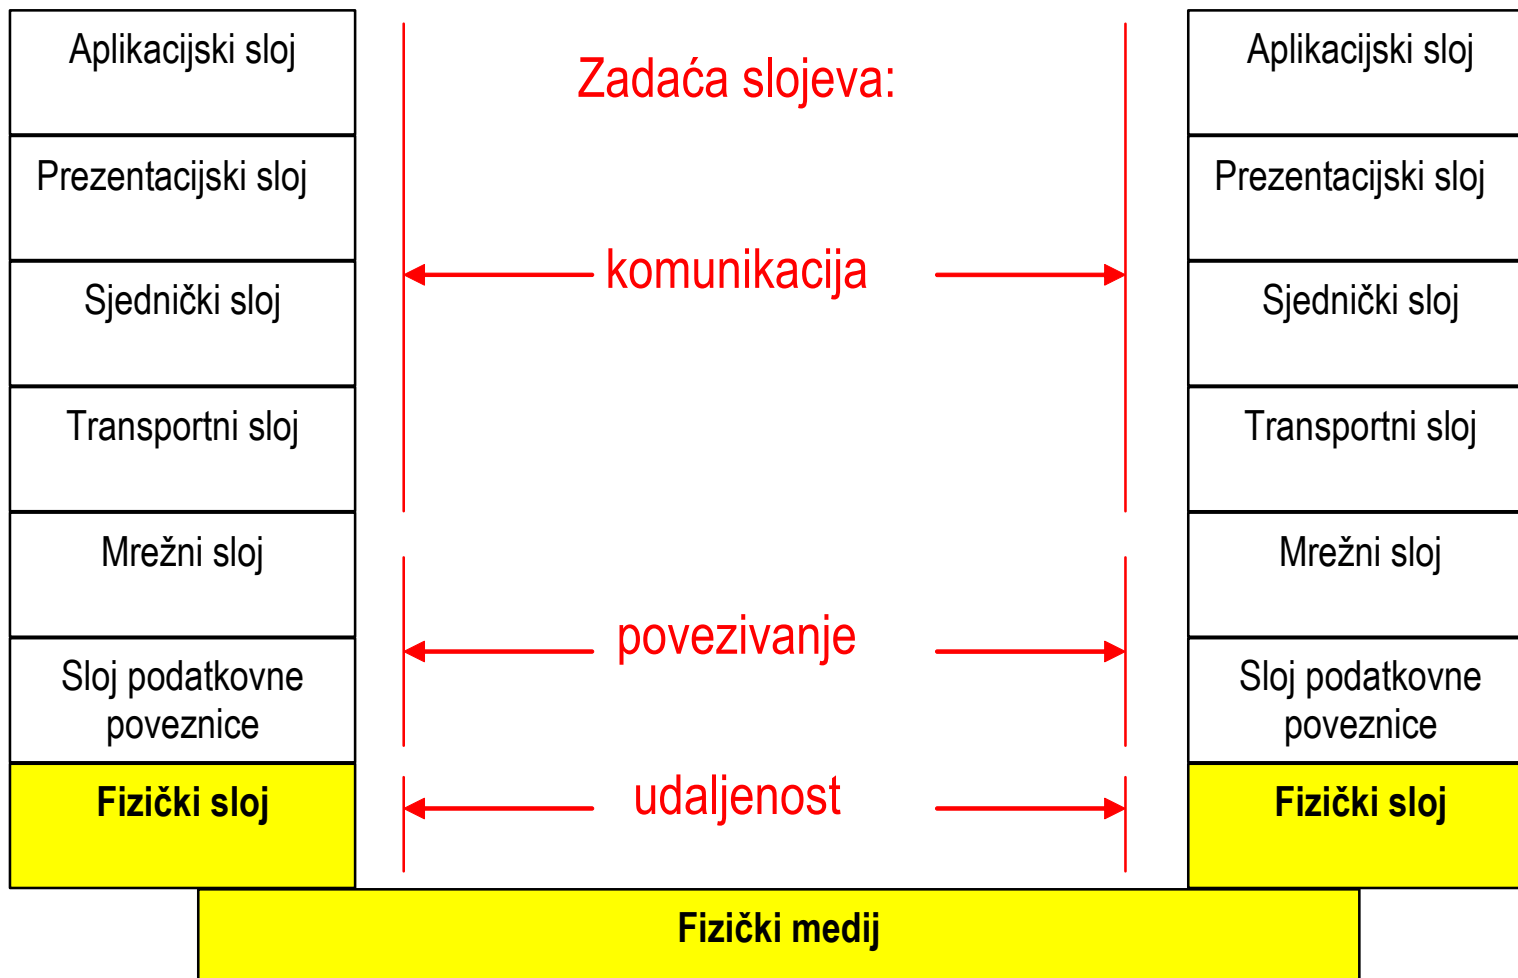 Aplikacijski sloj
Prezentacijski sloj
Sjednički sloj
Transportni sloj
Mrežni sloj
Sloj podatkovne
poveznice
Fizički sloj
Zadaća slojeva:
komunikacija
povezivanje
udaljenost
Aplikacijski sloj
Prezentacijski sloj
Sjednički sloj
Transportni sloj
Mrežni sloj
Sloj podatkovne
poveznice
Fizički sloj
Fizički medij